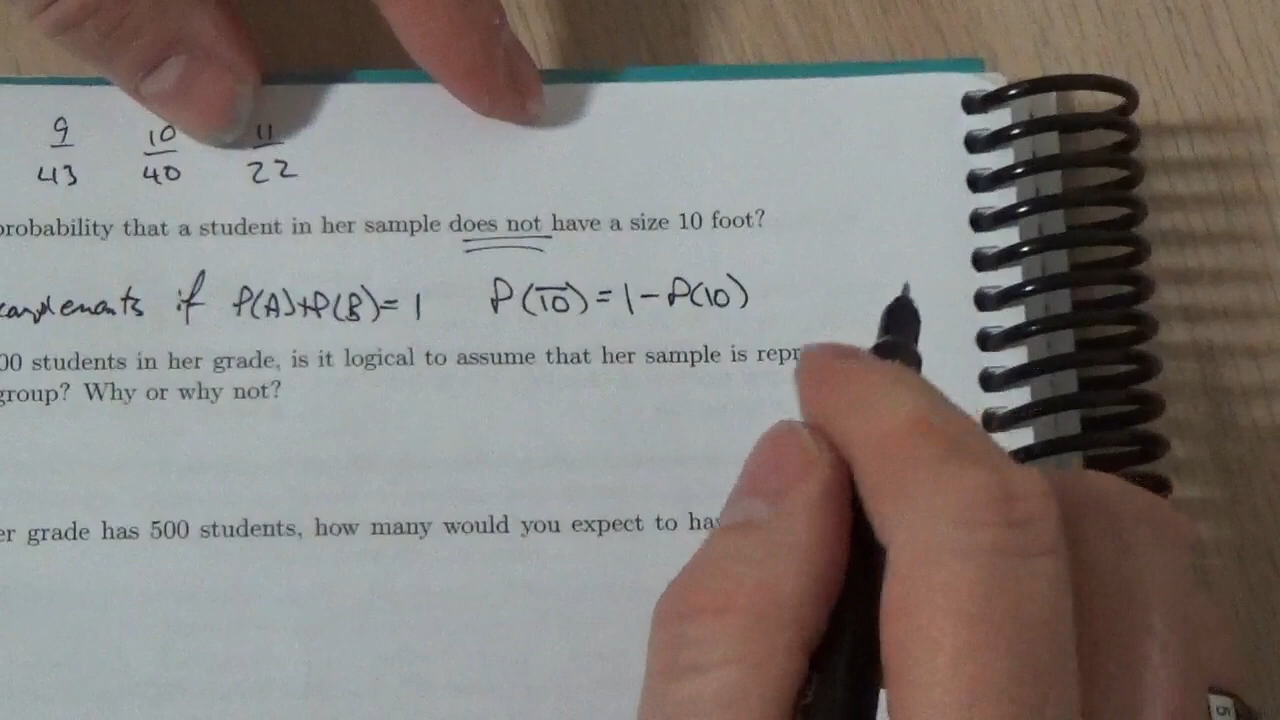 9 10 11
43 40 22
probability that a student in her sample does not have a size 10 foot?
complements if P(A)+P(B)=1 P(10̅)=1-P(10)
00 students in her grade, is it logical to assume that her sample is repr
group? Why or why not?
er grade has 500 students, how many would you expect to ha